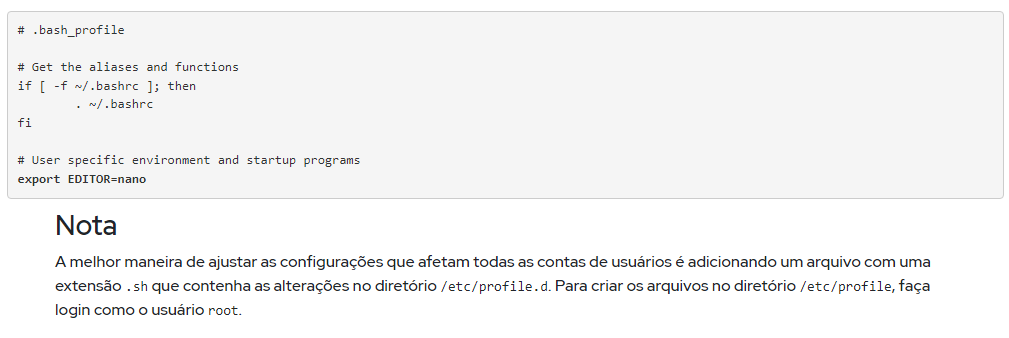 # .bash_profile
# Get the aliases and functions
if [ -f ~/.bashrc ]; then
        . ~/.bashrc
fi
# User specific environment and startup programs
export EDITOR=nano
Nota
A melhor maneira de ajustar as configurações que afetam todas as contas de usuários é adicionando um arquivo com uma
extensão .sh que contenha as alterações no diretório /etc/profile.d. Para criar os arquivos no diretório /etc/profile, faça
login como o usuário root.